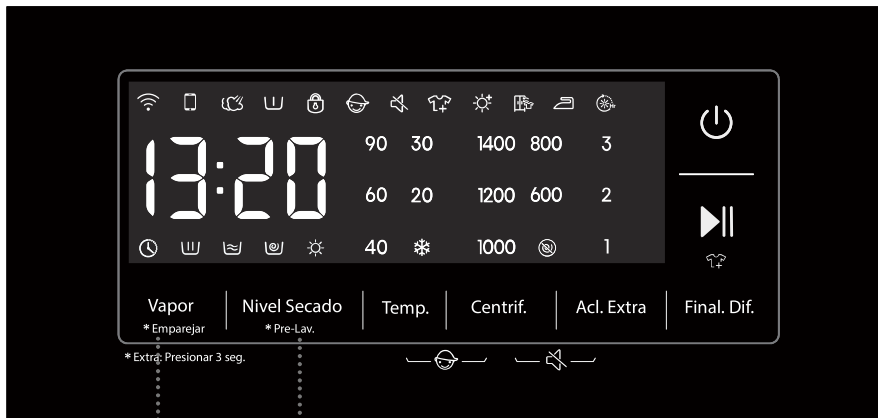 13:20
90 30 1400 800 3
60 20 1200 600 2
40 1000 1
Vapor Nivel Secado Temp. Centrif. Acl. Extra Final. Dif.
* Emparejar * Pre-Lav.
* Extra: Presionar 3 seg.